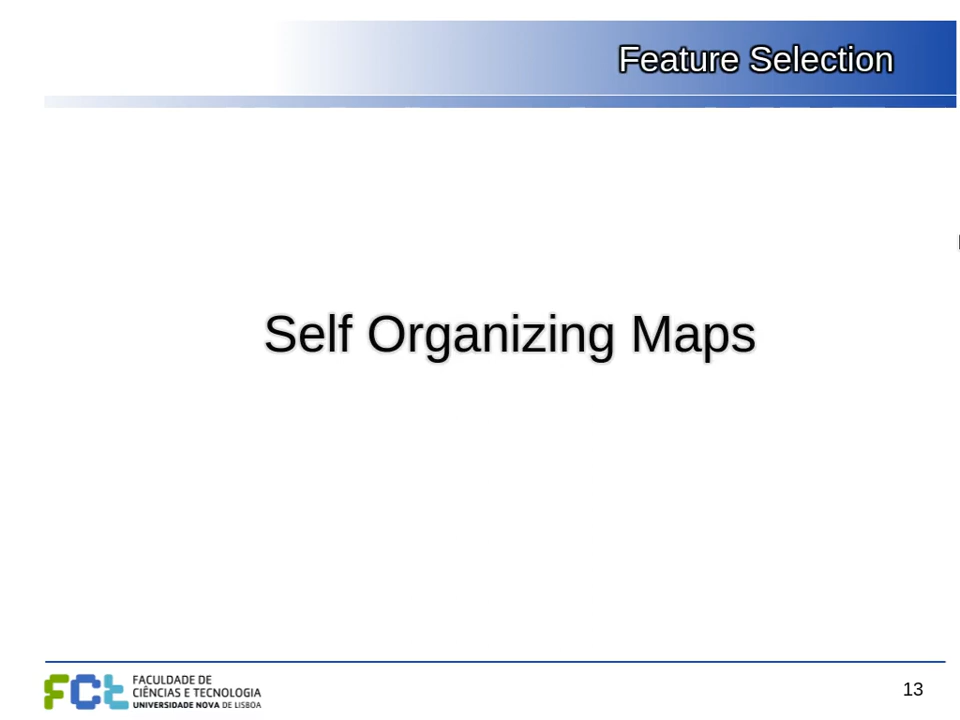 Feature Selection
Self Organizing Maps
FCt
FACULDADE DE
CIÊNCIAS E TECNOLOGIA
UNIVERSIDADE NOVA DE LISBOA
13